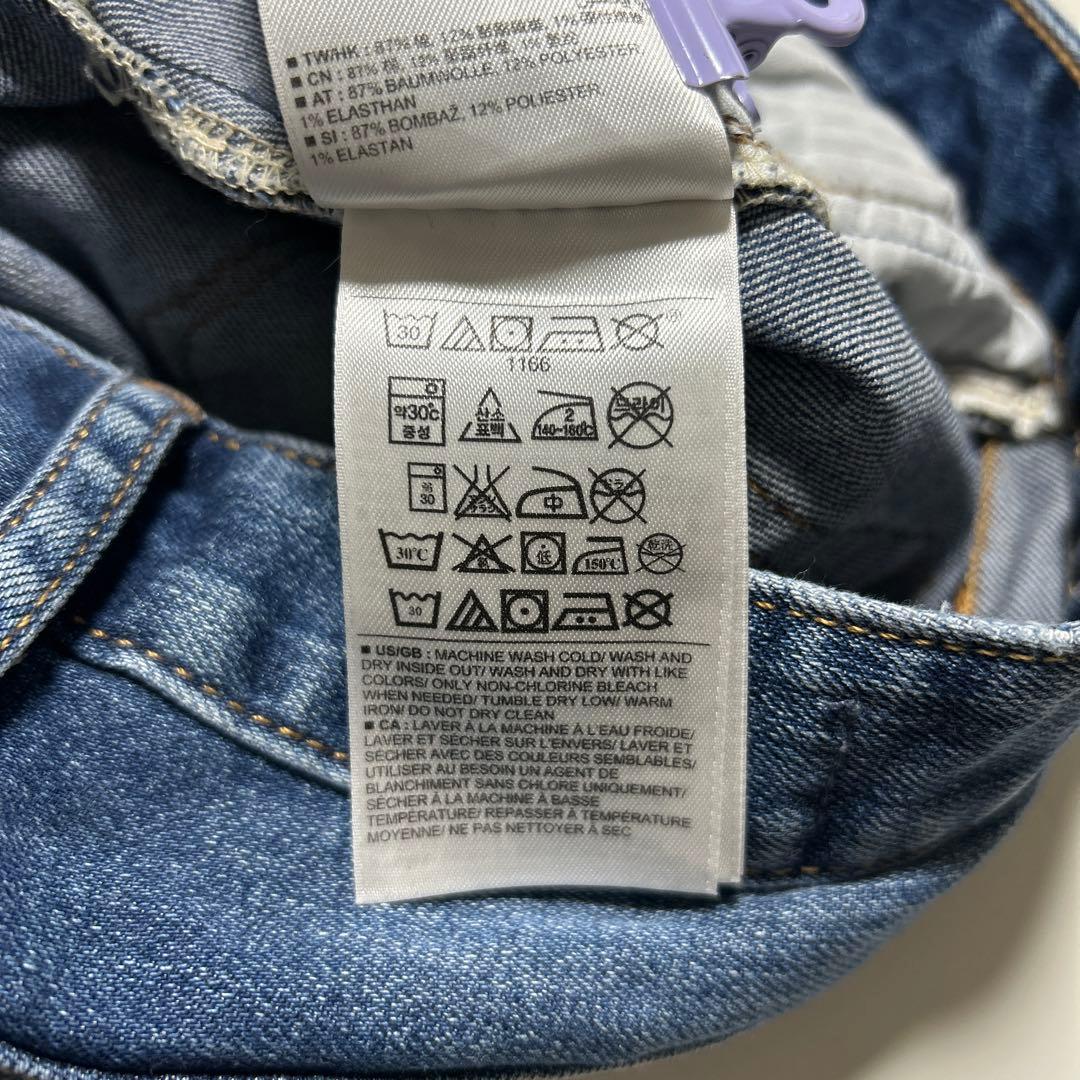 ■ TW/HK : 87% 棉, 12% 聚酯纖維, 1% 彈性纖維
■ CN : 87% 棉, 12% 聚酯纤维, 1% 氨纶
■ AT : 87% BAUMWOLLE, 12% POLYESTER,
1% ELASTHAN
■ SI : 87% BOMBAŽ, 12% POLIESTER,
1% ELASTAN
30
1166
약30℃ 중성 산소 표백 2 140~160℃ 드라이
30 中
30℃ 低 150℃ 乾洗
30
■ US/GB : MACHINE WASH COLD/ WASH AND
DRY INSIDE OUT/ WASH AND DRY WITH LIKE
COLORS/ ONLY NON-CHLORINE BLEACH
WHEN NEEDED/ TUMBLE DRY LOW/ WARM
IRON/ DO NOT DRY CLEAN
■ CA : LAVER À LA MACHINE À L'EAU FROIDE/
LAVER ET SÉCHER SUR L'ENVERS/ LAVER ET
SÉCHER AVEC DES COULEURS SEMBLABLES/
UTILISER AU BESOIN UN AGENT DE
BLANCHIMENT SANS CHLORE UNIQUEMENT/
SÉCHER À LA MACHINE À BASSE
TEMPÉRATURE/ REPASSER À TEMPÉRATURE
MOYENNE/ NE PAS NETTOYER À SEC